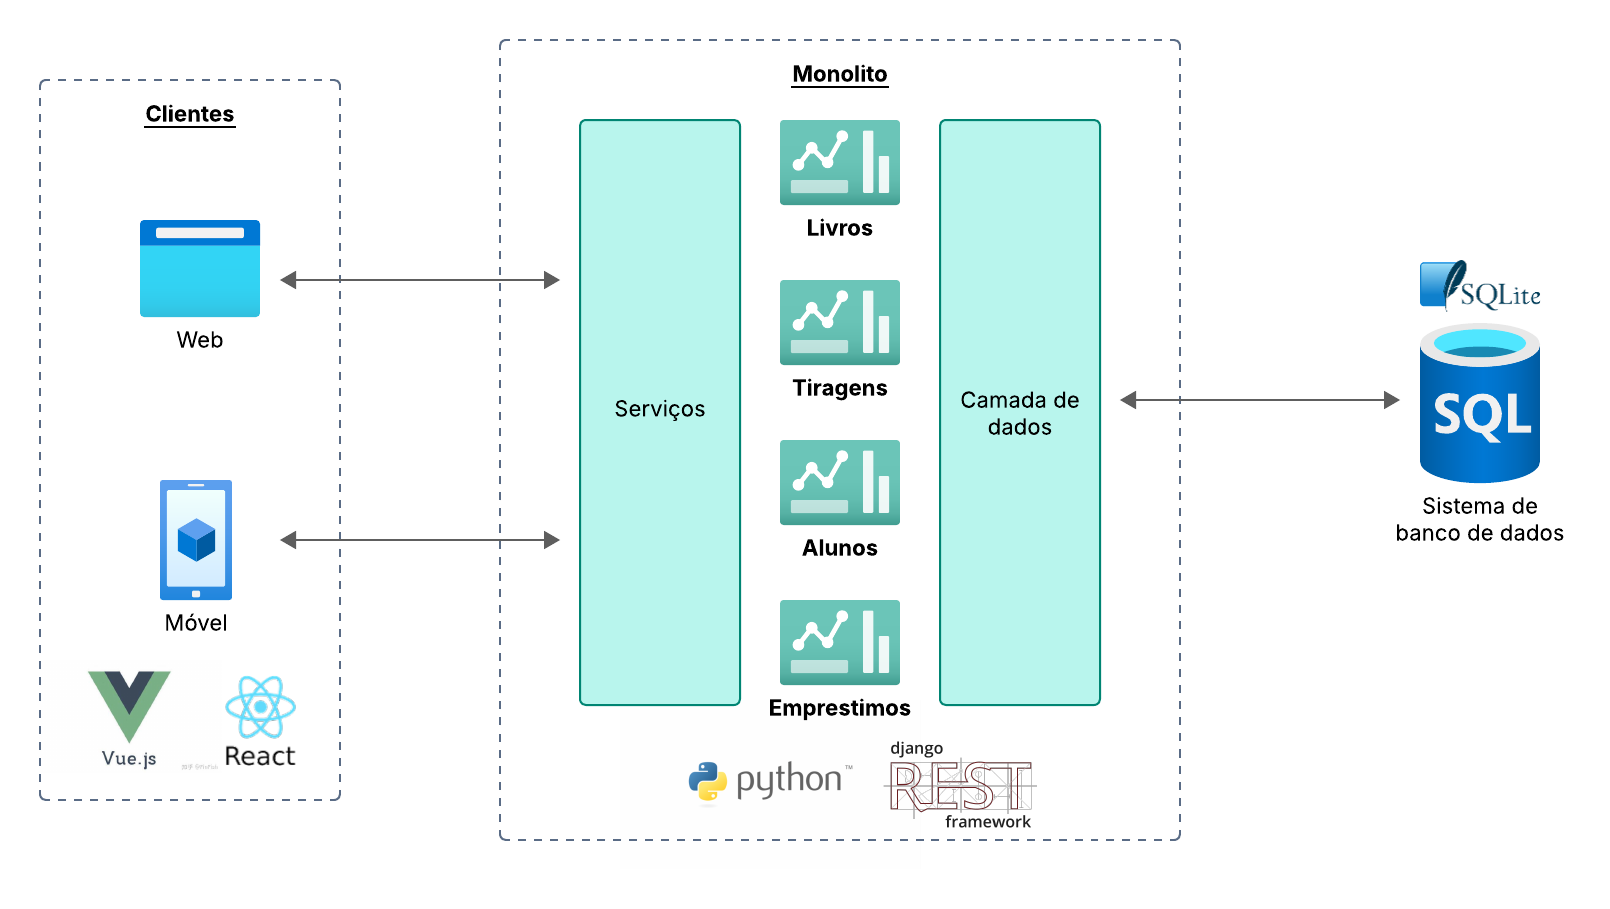 Clientes
Web
Móvel
Vue.js
React
Monolito
Serviços
Livros
Tiragens
Alunos
Emprestimos
Camada de
dados
python™
django
REST
framework
SQLite
SQL
Sistema de
banco de dados